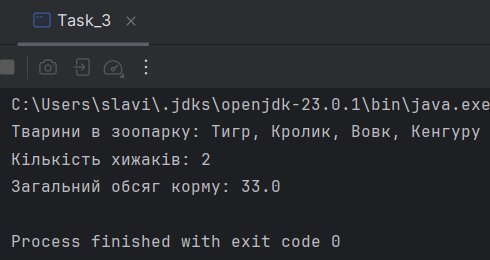 Task_3
C:\Users\slavi\.jdks\openjdk-23.0.1\bin\java.exe
Тварини в зоопарку: Тигр, Кролик, Вовк, Кенгуру
Кількість хижаків: 2
Загальний обсяг корму: 33.0
Process finished with exit code 0